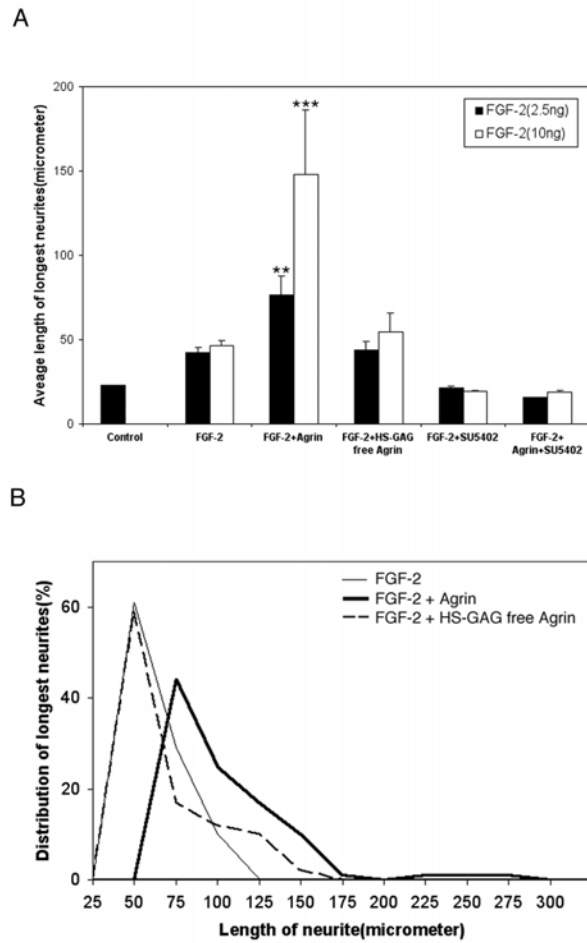 A
Aveage length of longest neurites(micrometer)
200
150
100
50
0
***
**
FGF-2(2.5ng)
FGF-2(10ng)
Control
FGF-2
FGF-2+Agrin
FGF-2+HS-GAG
free Agrin
FGF-2+SU5402
FGF-2+
Agrin+SU5402
B
Distribution of longest neurites(%)
60
40
20
0
FGF-2
FGF-2 + Agrin
FGF-2 + HS-GAG free Agrin
25 50 75 100 125 150 175 200 225 250 275 300
Length of neurite(micrometer)